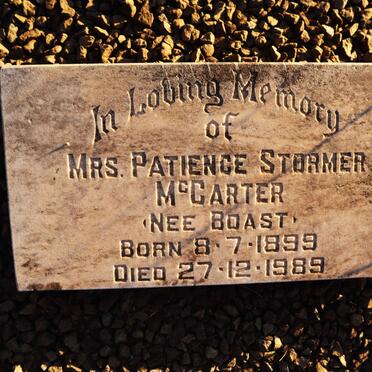 In Loving Memory
of
MRS. PATIENCE STORMER
McCARTER
·NEE BOAST·
BORN 8·7·1899
DIED 27·12·1989